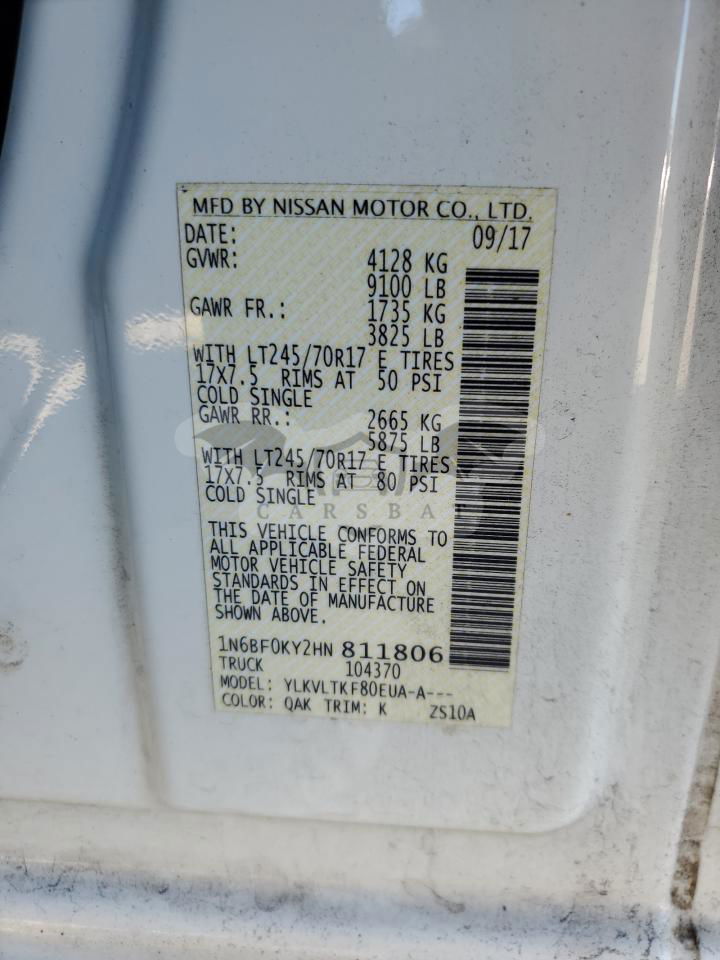 MFD BY NISSAN MOTOR CO., LTD.
DATE: 09/17
GVWR: 4128 KG
9100 LB
GAWR FR.: 1735 KG
3825 LB
WITH LT245/70R17 E TIRES
17X7.5 RIMS AT 50 PSI
COLD SINGLE
GAWR RR.: 2665 KG
5875 LB
WITH LT245/70R17 E TIRES
17X7.5 RIMS AT 80 PSI
COLD SINGLE
CARSBAT
THIS VEHICLE CONFORMS TO
ALL APPLICABLE FEDERAL
MOTOR VEHICLE SAFETY
STANDARDS IN EFFECT ON
THE DATE OF MANUFACTURE
SHOWN ABOVE.
1N6BF0KY2HN 811806
TRUCK 104370
MODEL: YLKVLTKF80EUA-A---
COLOR: QAK TRIM: K ZS10A